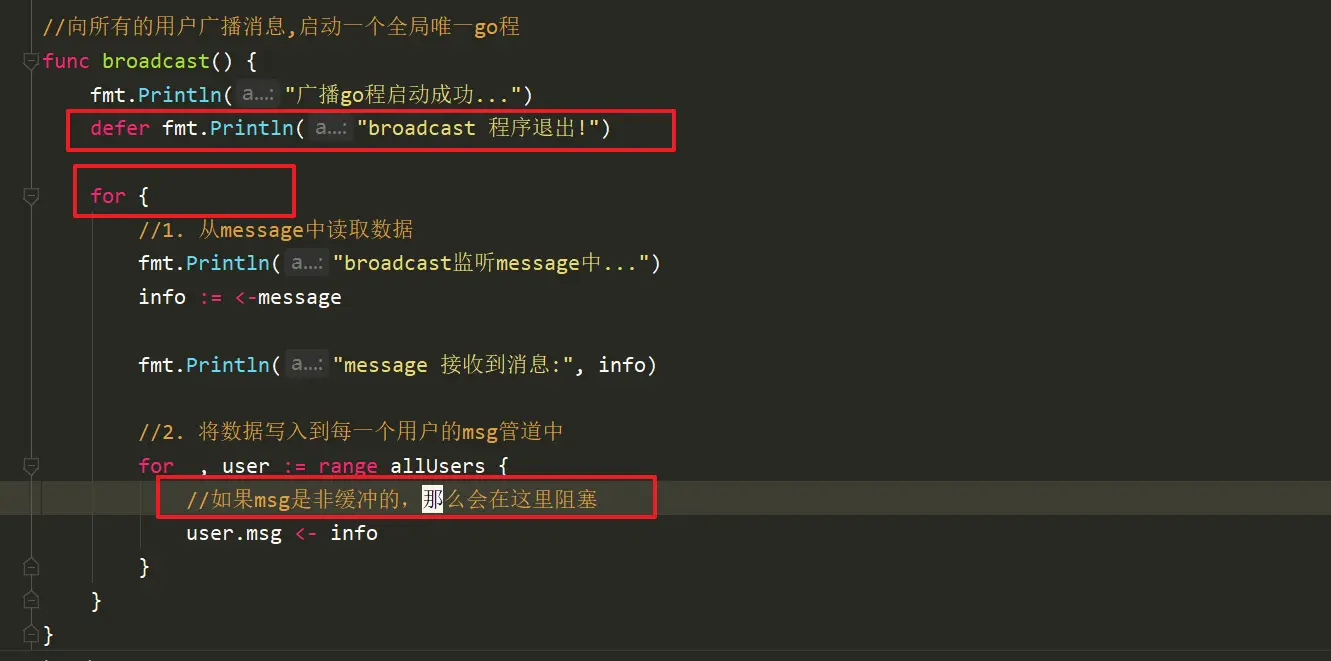 //向所有的用户广播消息,启动一个全局唯一go程
func broadcast() {
fmt.Println( a...: "广播go程启动成功...")
defer fmt.Println( a...: "broadcast 程序退出!")
for {
//1. 从message中读取数据
fmt.Println( a...: "broadcast监听message中...")
info := <-message
fmt.Println( a...: "message 接收到消息:", info)
//2. 将数据写入到每一个用户的msg管道中
for _, user := range allUsers {
//如果msg是非缓冲的，那么会在这里阻塞
user.msg <- info
}
}
}